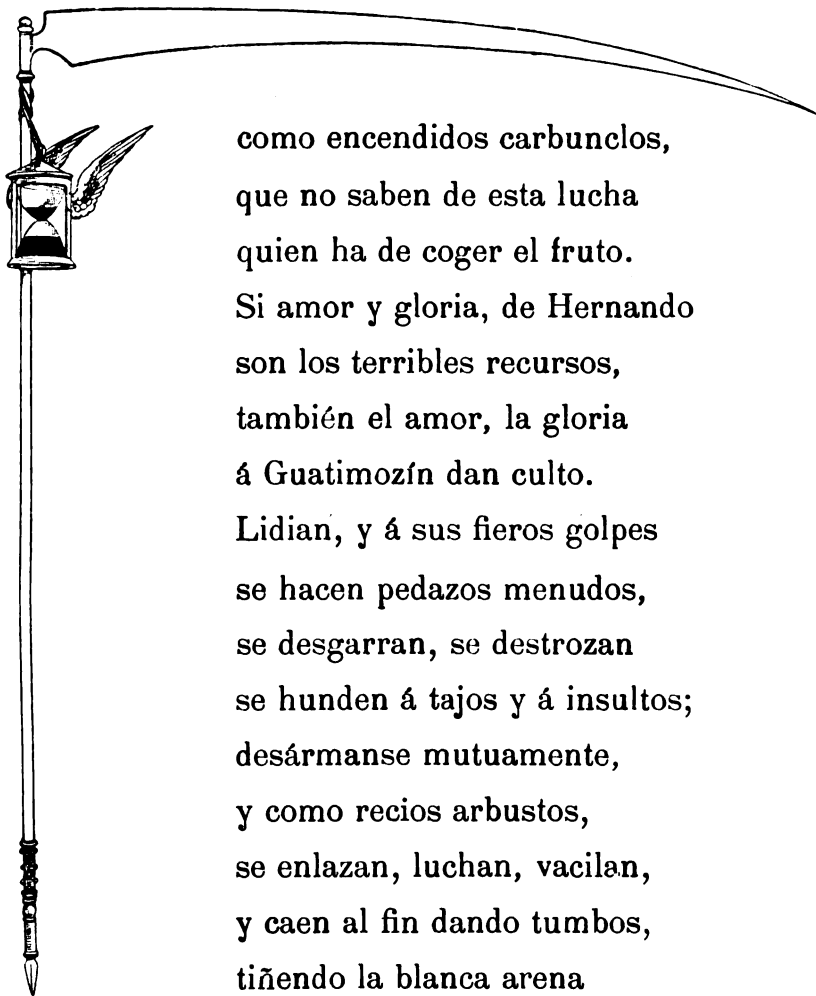 como encendidos carbunclos,
que no saben de esta lucha
quien ha de coger el fruto.
Si amor y gloria, de Hernando
son los terribles recursos,
también el amor, la gloria
á Guatimozín dan culto.
Lidian, y á sus fieros golpes
se hacen pedazos menudos,
se desgarran, se destrozan
se hunden á tajos y á insultos;
desármanse mutuamente,
y como recios arbustos,
se enlazan, luchan, vacilan,
y caen al fin dando tumbos,
tiñendo la blanca arena